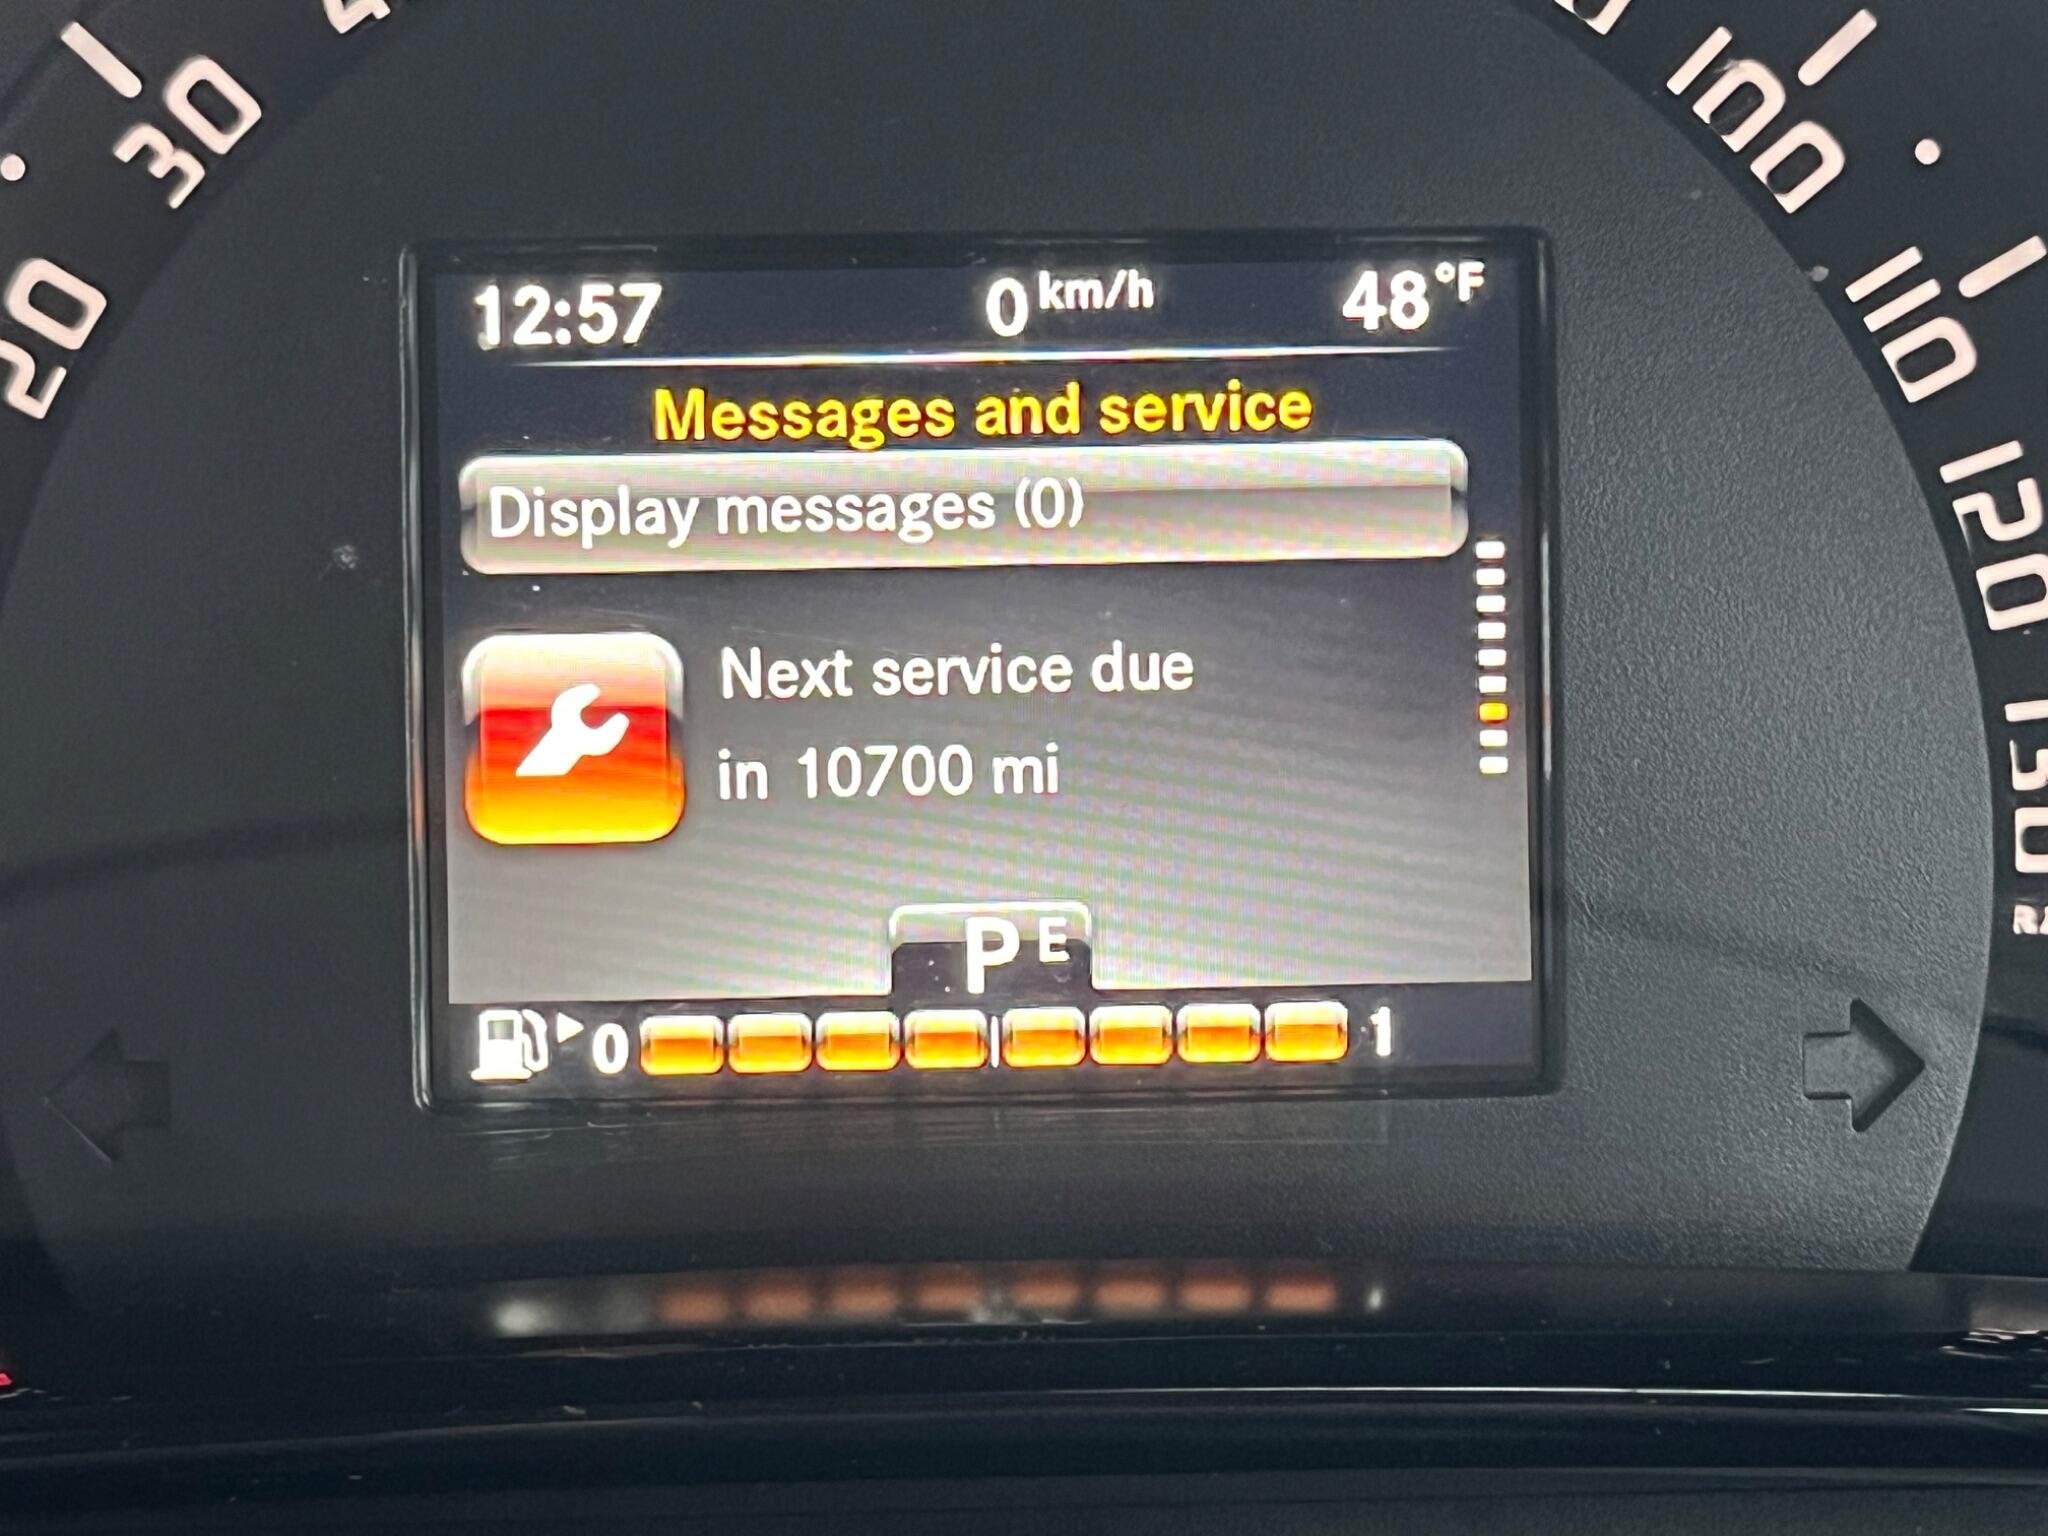 30
20
100
110
120
150
12:57 0 km/h 48 °F
Messages and service
Display messages (0)
Next service due
in 10700 mi
P E
0 1